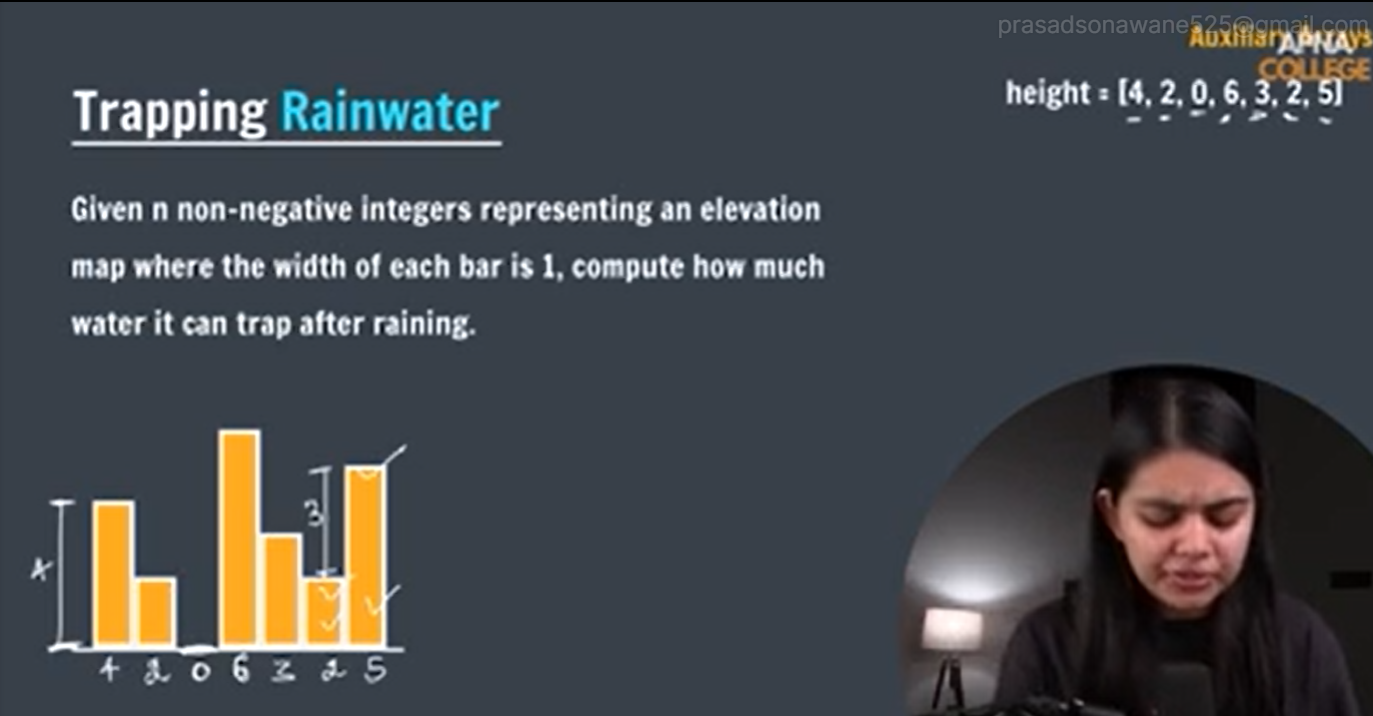 prasadsonawane525@gmail.com
Auxiliary Arrays
APNA
COLLEGE
height = [4, 2, 0, 6, 3, 2, 5]
Trapping Rainwater
Given n non-negative integers representing an elevation
map where the width of each bar is 1, compute how much
water it can trap after raining.
3
4
4 2 0 6 3 2 5